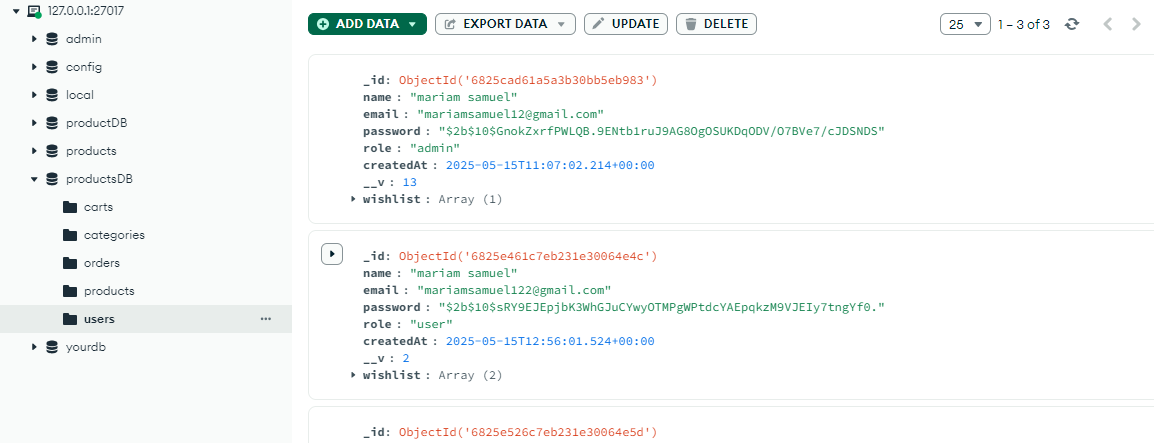 127.0.0.1:27017
admin
config
local
productDB
products
productsDB
carts
categories
orders
products
users
yourdb
ADD DATA EXPORT DATA UPDATE DELETE 25 1 – 3 of 3
_id: ObjectId('6825cad61a5a3b30bb5eb983')
name : "mariam samuel"
email : "mariamsamuel12@gmail.com"
password : "$2b$10$GnokZxrfPWLQB.9ENtb1ruJ9AG8OgOSUKDqODV/O7BVe7/cJDSNDS"
role : "admin"
createdAt : 2025-05-15T11:07:02.214+00:00
__v : 13
wishlist : Array (1)
_id: ObjectId('6825e461c7eb231e30064e4c')
name : "mariam samuel"
email : "mariamsamuel122@gmail.com"
password : "$2b$10$sRY9EJEpjbK3WhGJuCYwyOTMPgWPtdcYAEpqkzM9VJEIy7tngYf0."
role : "user"
createdAt : 2025-05-15T12:56:01.524+00:00
__v : 2
wishlist : Array (2)
_id: ObjectId('6825e526c7eb231e30064e5d')